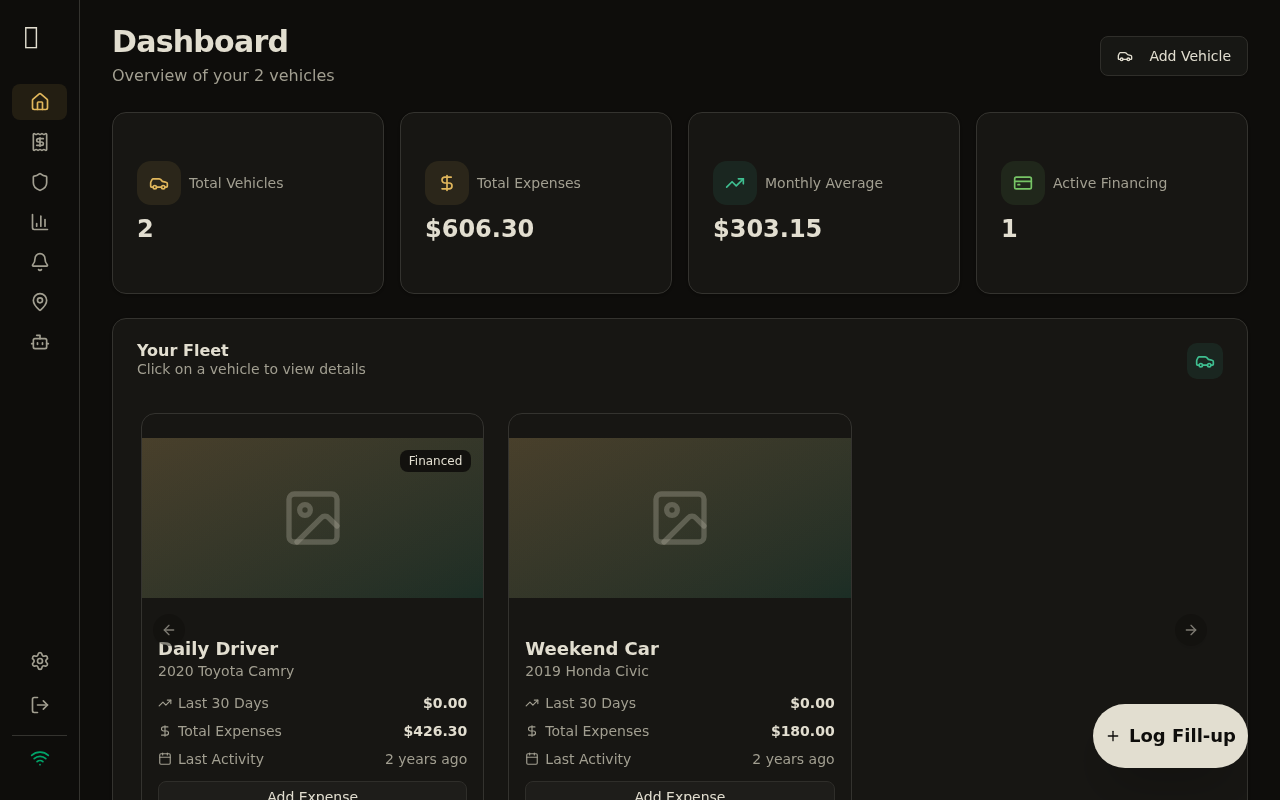 Dashboard
Overview of your 2 vehicles
Add Vehicle
Total Vehicles
2
Total Expenses
$606.30
Monthly Average
$303.15
Active Financing
1
Your Fleet
Click on a vehicle to view details
Financed
Daily Driver
2020 Toyota Camry
Last 30 Days $0.00
Total Expenses $426.30
Last Activity 2 years ago
Add Expense
Weekend Car
2019 Honda Civic
Last 30 Days $0.00
Total Expenses $180.00
Last Activity 2 years ago
Add Expense
Log Fill-up